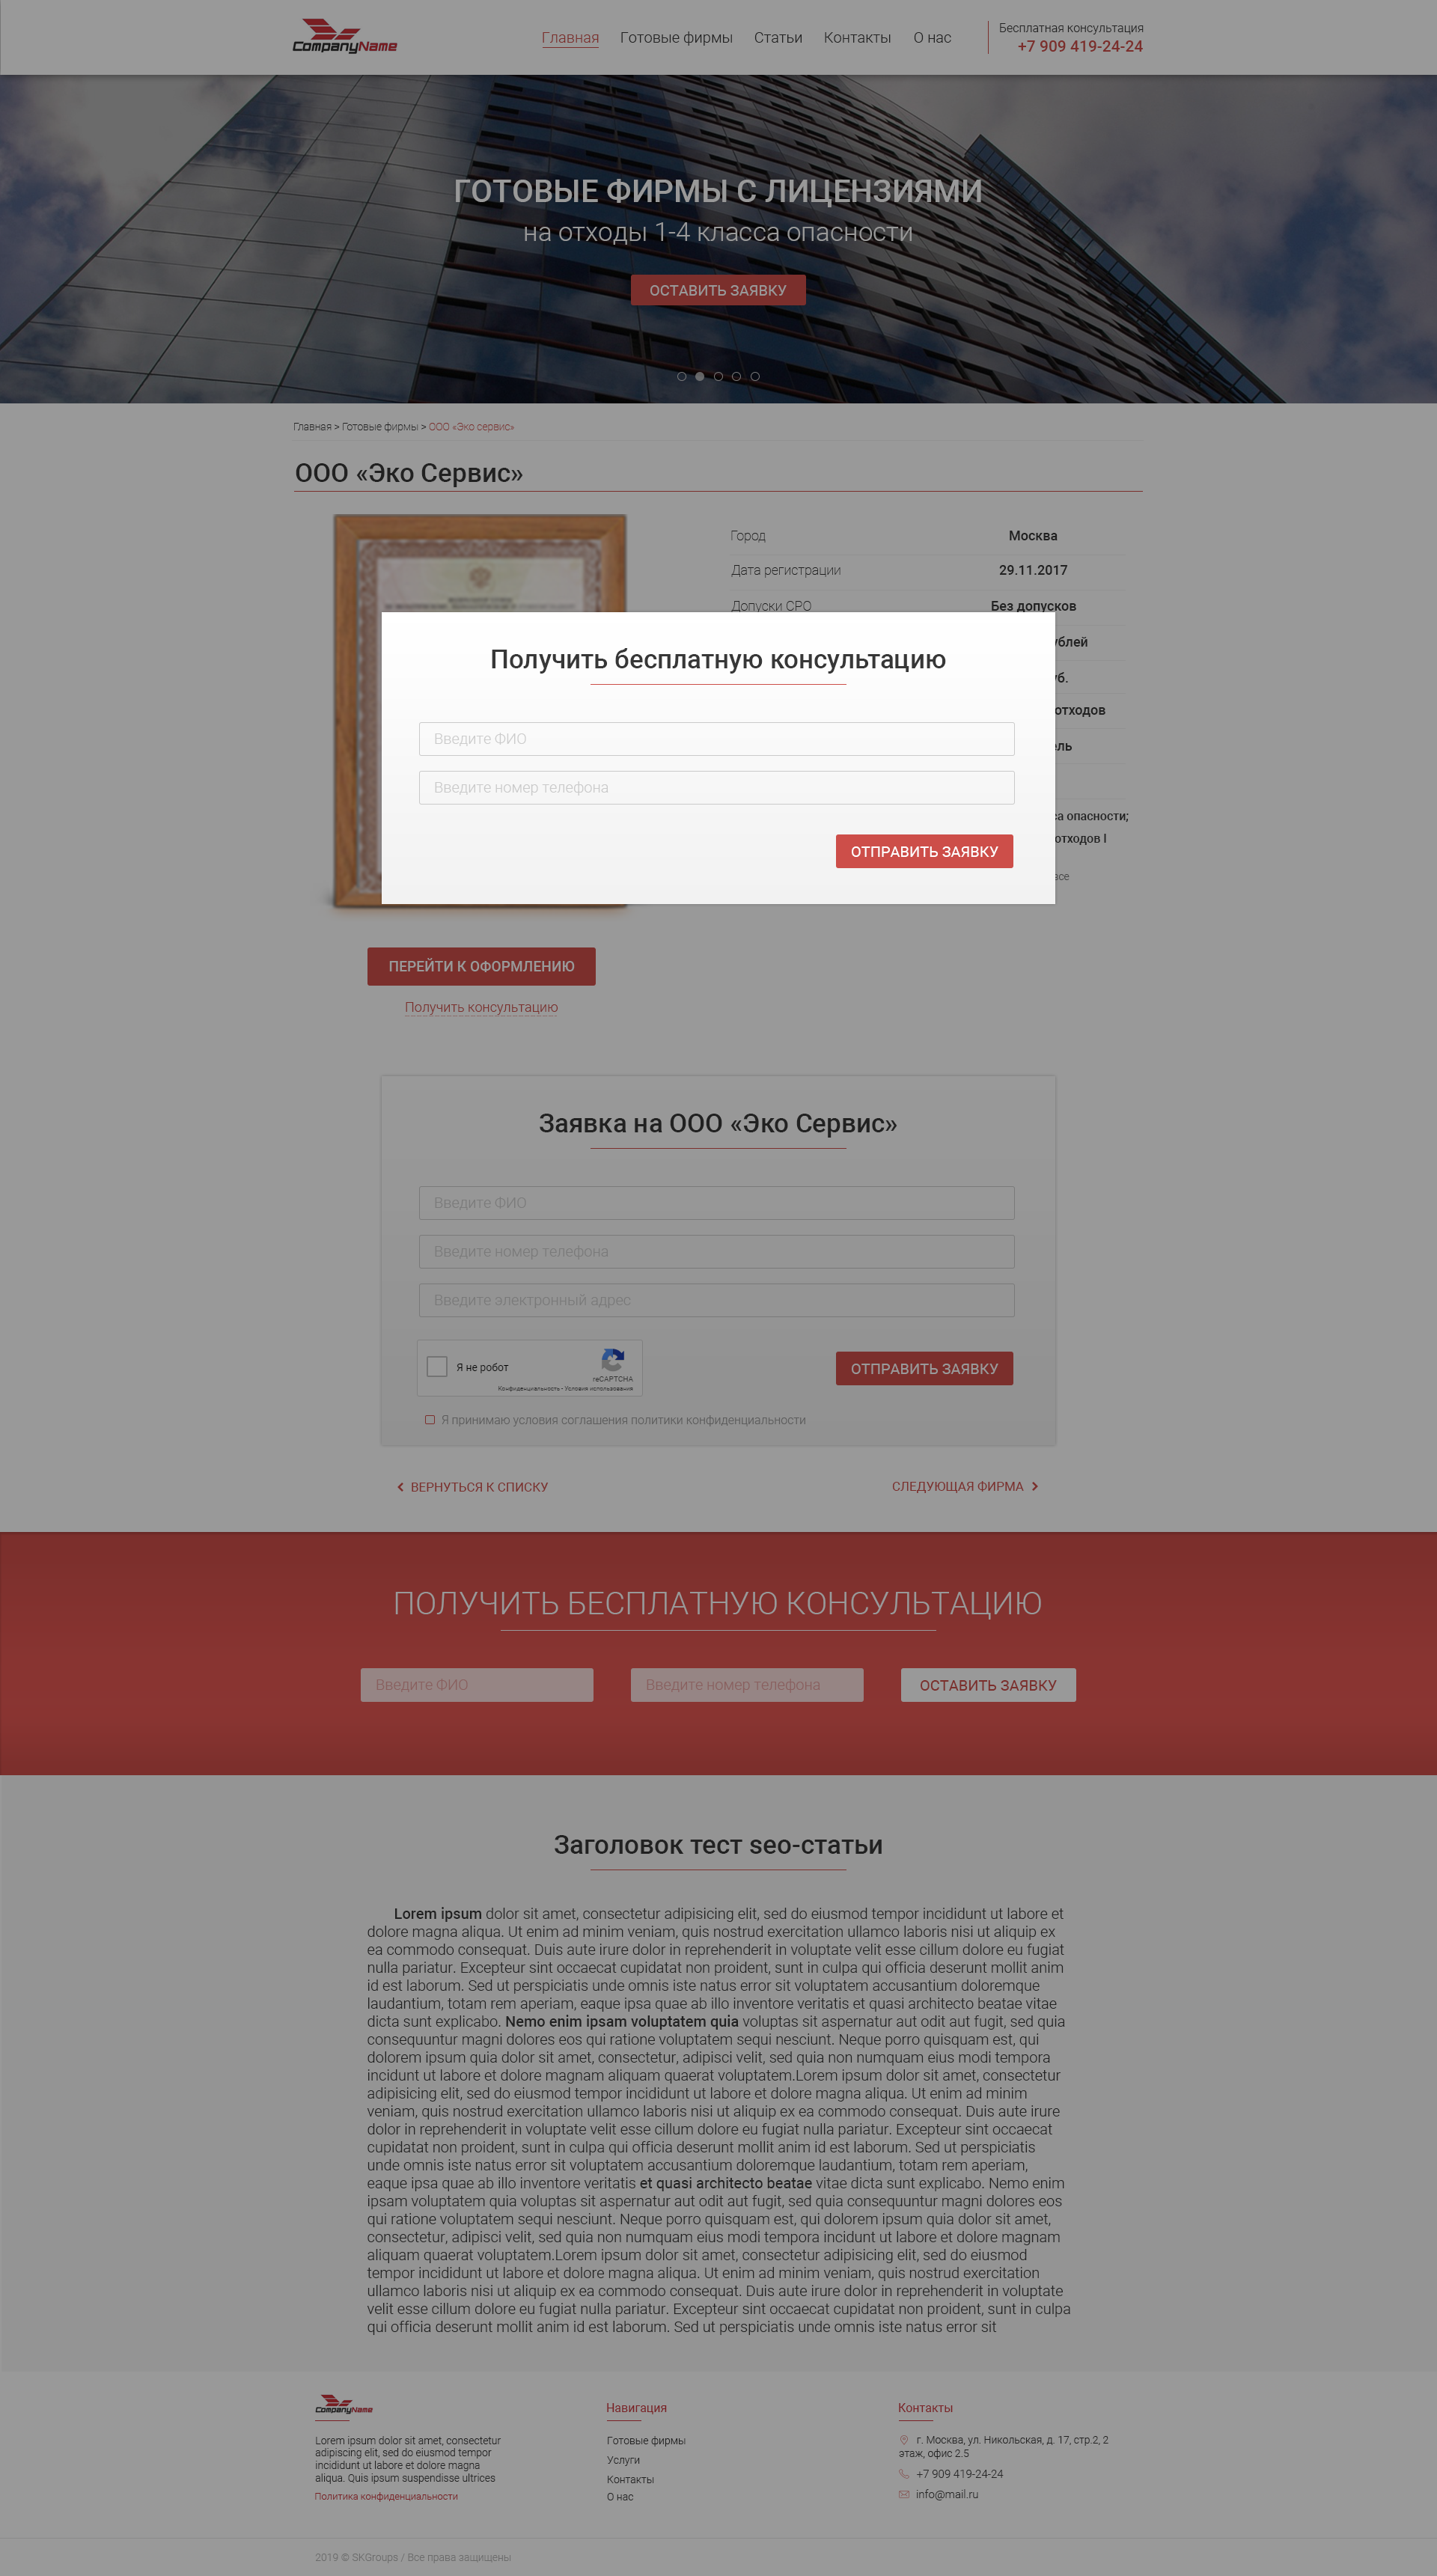 CompanyName
Главная Готовые фирмы Статьи Контакты О нас
Бесплатная консультация
+7 909 419-24-24
ГОТОВЫЕ ФИРМЫ С ЛИЦЕНЗИЯМИ
на отходы 1-4 класса опасности
ОСТАВИТЬ ЗАЯВКУ
Главная > Готовые фирмы > ООО «Эко сервис»
ООО «Эко Сервис»
Город Москва
Дата регистрации 29.11.2017
Допуски СРО Без допусков
отходов
опасности;
отходов I
Получить бесплатную консультацию
Введите ФИО
Введите номер телефона
ОТПРАВИТЬ ЗАЯВКУ
ПЕРЕЙТИ К ОФОРМЛЕНИЮ
Получить консультацию
Заявка на ООО «Эко Сервис»
Введите ФИО
Введите номер телефона
Введите электронный адрес
Я не робот
reCAPTCHA
Конфиденциальность - Условия использования
ОТПРАВИТЬ ЗАЯВКУ
Я принимаю условия соглашения политики конфиденциальности
ВЕРНУТЬСЯ К СПИСКУ
СЛЕДУЮЩАЯ ФИРМА
ПОЛУЧИТЬ БЕСПЛАТНУЮ КОНСУЛЬТАЦИЮ
Введите ФИО
Введите номер телефона
ОСТАВИТЬ ЗАЯВКУ
Заголовок тест seo-статьи
Lorem ipsum dolor sit amet, consectetur adipisicing elit, sed do eiusmod tempor incididunt ut labore et
dolore magna aliqua. Ut enim ad minim veniam, quis nostrud exercitation ullamco laboris nisi ut aliquip ex
ea commodo consequat. Duis aute irure dolor in reprehenderit in voluptate velit esse cillum dolore eu fugiat
nulla pariatur. Excepteur sint occaecat cupidatat non proident, sunt in culpa qui officia deserunt mollit anim
id est laborum. Sed ut perspiciatis unde omnis iste natus error sit voluptatem accusantium doloremque
laudantium, totam rem aperiam, eaque ipsa quae ab illo inventore veritatis et quasi architecto beatae vitae
dicta sunt explicabo. Nemo enim ipsam voluptatem quia voluptas sit aspernatur aut odit aut fugit, sed quia
consequuntur magni dolores eos qui ratione voluptatem sequi nesciunt. Neque porro quisquam est, qui
dolorem ipsum quia dolor sit amet, consectetur, adipisci velit, sed quia non numquam eius modi tempora
incidunt ut labore et dolore magnam aliquam quaerat voluptatem.Lorem ipsum dolor sit amet, consectetur
adipisicing elit, sed do eiusmod tempor incididunt ut labore et dolore magna aliqua. Ut enim ad minim
veniam, quis nostrud exercitation ullamco laboris nisi ut aliquip ex ea commodo consequat. Duis aute irure
dolor in reprehenderit in voluptate velit esse cillum dolore eu fugiat nulla pariatur. Excepteur sint occaecat
cupidatat non proident, sunt in culpa qui officia deserunt mollit anim id est laborum. Sed ut perspiciatis
unde omnis iste natus error sit voluptatem accusantium doloremque laudantium, totam rem aperiam,
eaque ipsa quae ab illo inventore veritatis et quasi architecto beatae vitae dicta sunt explicabo. Nemo enim
ipsam voluptatem quia voluptas sit aspernatur aut odit aut fugit, sed quia consequuntur magni dolores eos
qui ratione voluptatem sequi nesciunt. Neque porro quisquam est, qui dolorem ipsum quia dolor sit amet,
consectetur, adipisci velit, sed quia non numquam eius modi tempora incidunt ut labore et dolore magnam
aliquam quaerat voluptatem.Lorem ipsum dolor sit amet, consectetur adipisicing elit, sed do eiusmod
tempor incididunt ut labore et dolore magna aliqua. Ut enim ad minim veniam, quis nostrud exercitation
ullamco laboris nisi ut aliquip ex ea commodo consequat. Duis aute irure dolor in reprehenderit in voluptate
velit esse cillum dolore eu fugiat nulla pariatur. Excepteur sint occaecat cupidatat non proident, sunt in culpa
qui officia deserunt mollit anim id est laborum. Sed ut perspiciatis unde omnis iste natus error sit
CompanyName
Lorem ipsum dolor sit amet, consectetur
adipiscing elit, sed do eiusmod tempor
incididunt ut labore et dolore magna
aliqua. Quis ipsum suspendisse ultrices
Политика конфиденциальности
Навигация
Готовые фирмы
Услуги
Контакты
О нас
Контакты
г. Москва, ул. Никольская, д. 17, стр.2, 2
этаж, офис 2.5
+7 909 419-24-24
info@mail.ru
2019 © SKGroups / Все права защищены